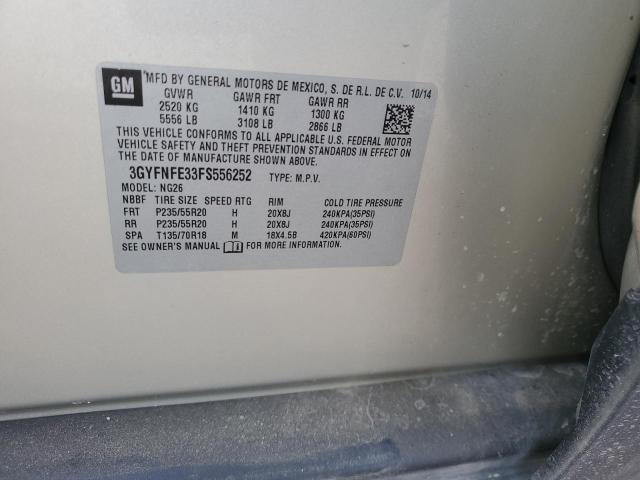 GM MFD BY GENERAL MOTORS DE MEXICO, S. DE R.L. DE C.V. 10/14
GVWR GAWR FRT GAWR RR
2520 KG 1410 KG 1300 KG
5556 LB 3108 LB 2866 LB
THIS VEHICLE CONFORMS TO ALL APPLICABLE U.S. FEDERAL MOTOR
VEHICLE SAFETY AND THEFT PREVENTION STANDARDS IN EFFECT ON
THE DATE OF MANUFACTURE SHOWN ABOVE.
3GYFNFE33FS556252 TYPE: M.P.V.
MODEL: NG26
NBBF TIRE SIZE SPEED RTG RIM COLD TIRE PRESSURE
FRT P235/55R20 H 20X8J 240KPA(35PSI)
RR P235/55R20 H 20X8J 240KPA(35PSI)
SPA T135/70R18 M 18X4.5B 420KPA(60PSI)
SEE OWNER'S MANUAL FOR MORE INFORMATION.